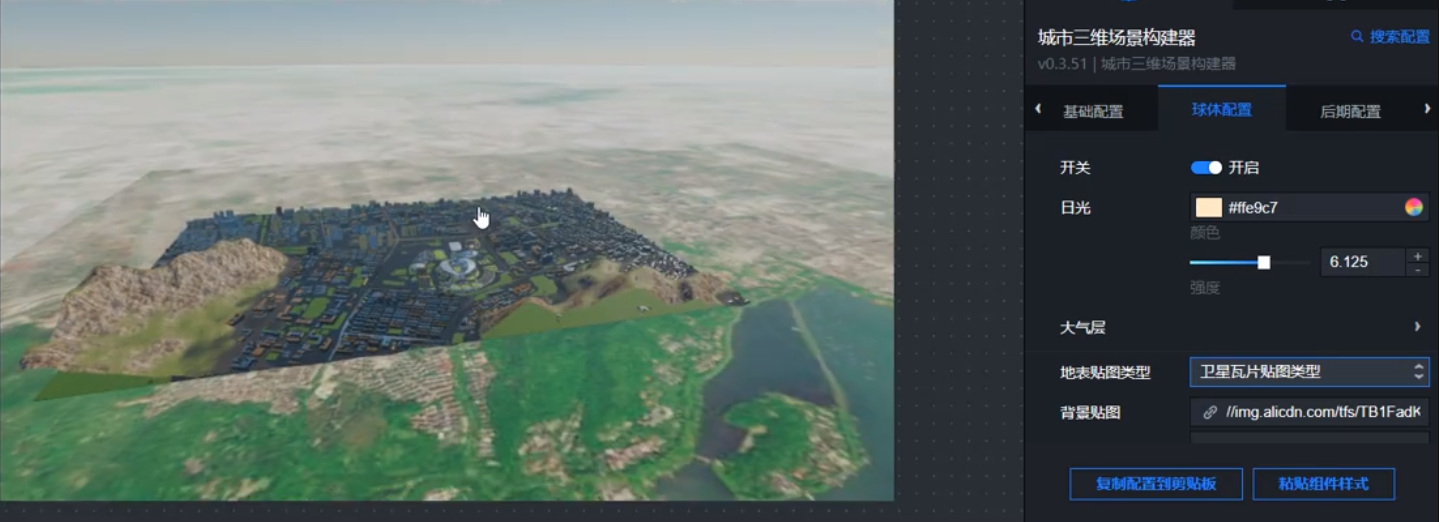 城市三维场景构建器
搜索配置
v0.3.51 | 城市三维场景构建器
基础配置
球体配置
后期配置
开关
开启
日光
#ffe9c7
颜色
6.125
强度
大气层
地表贴图类型
卫星瓦片贴图类型
背景贴图
//img.alicdn.com/tfs/TB1FadK
复制配置到剪贴板
粘贴组件样式